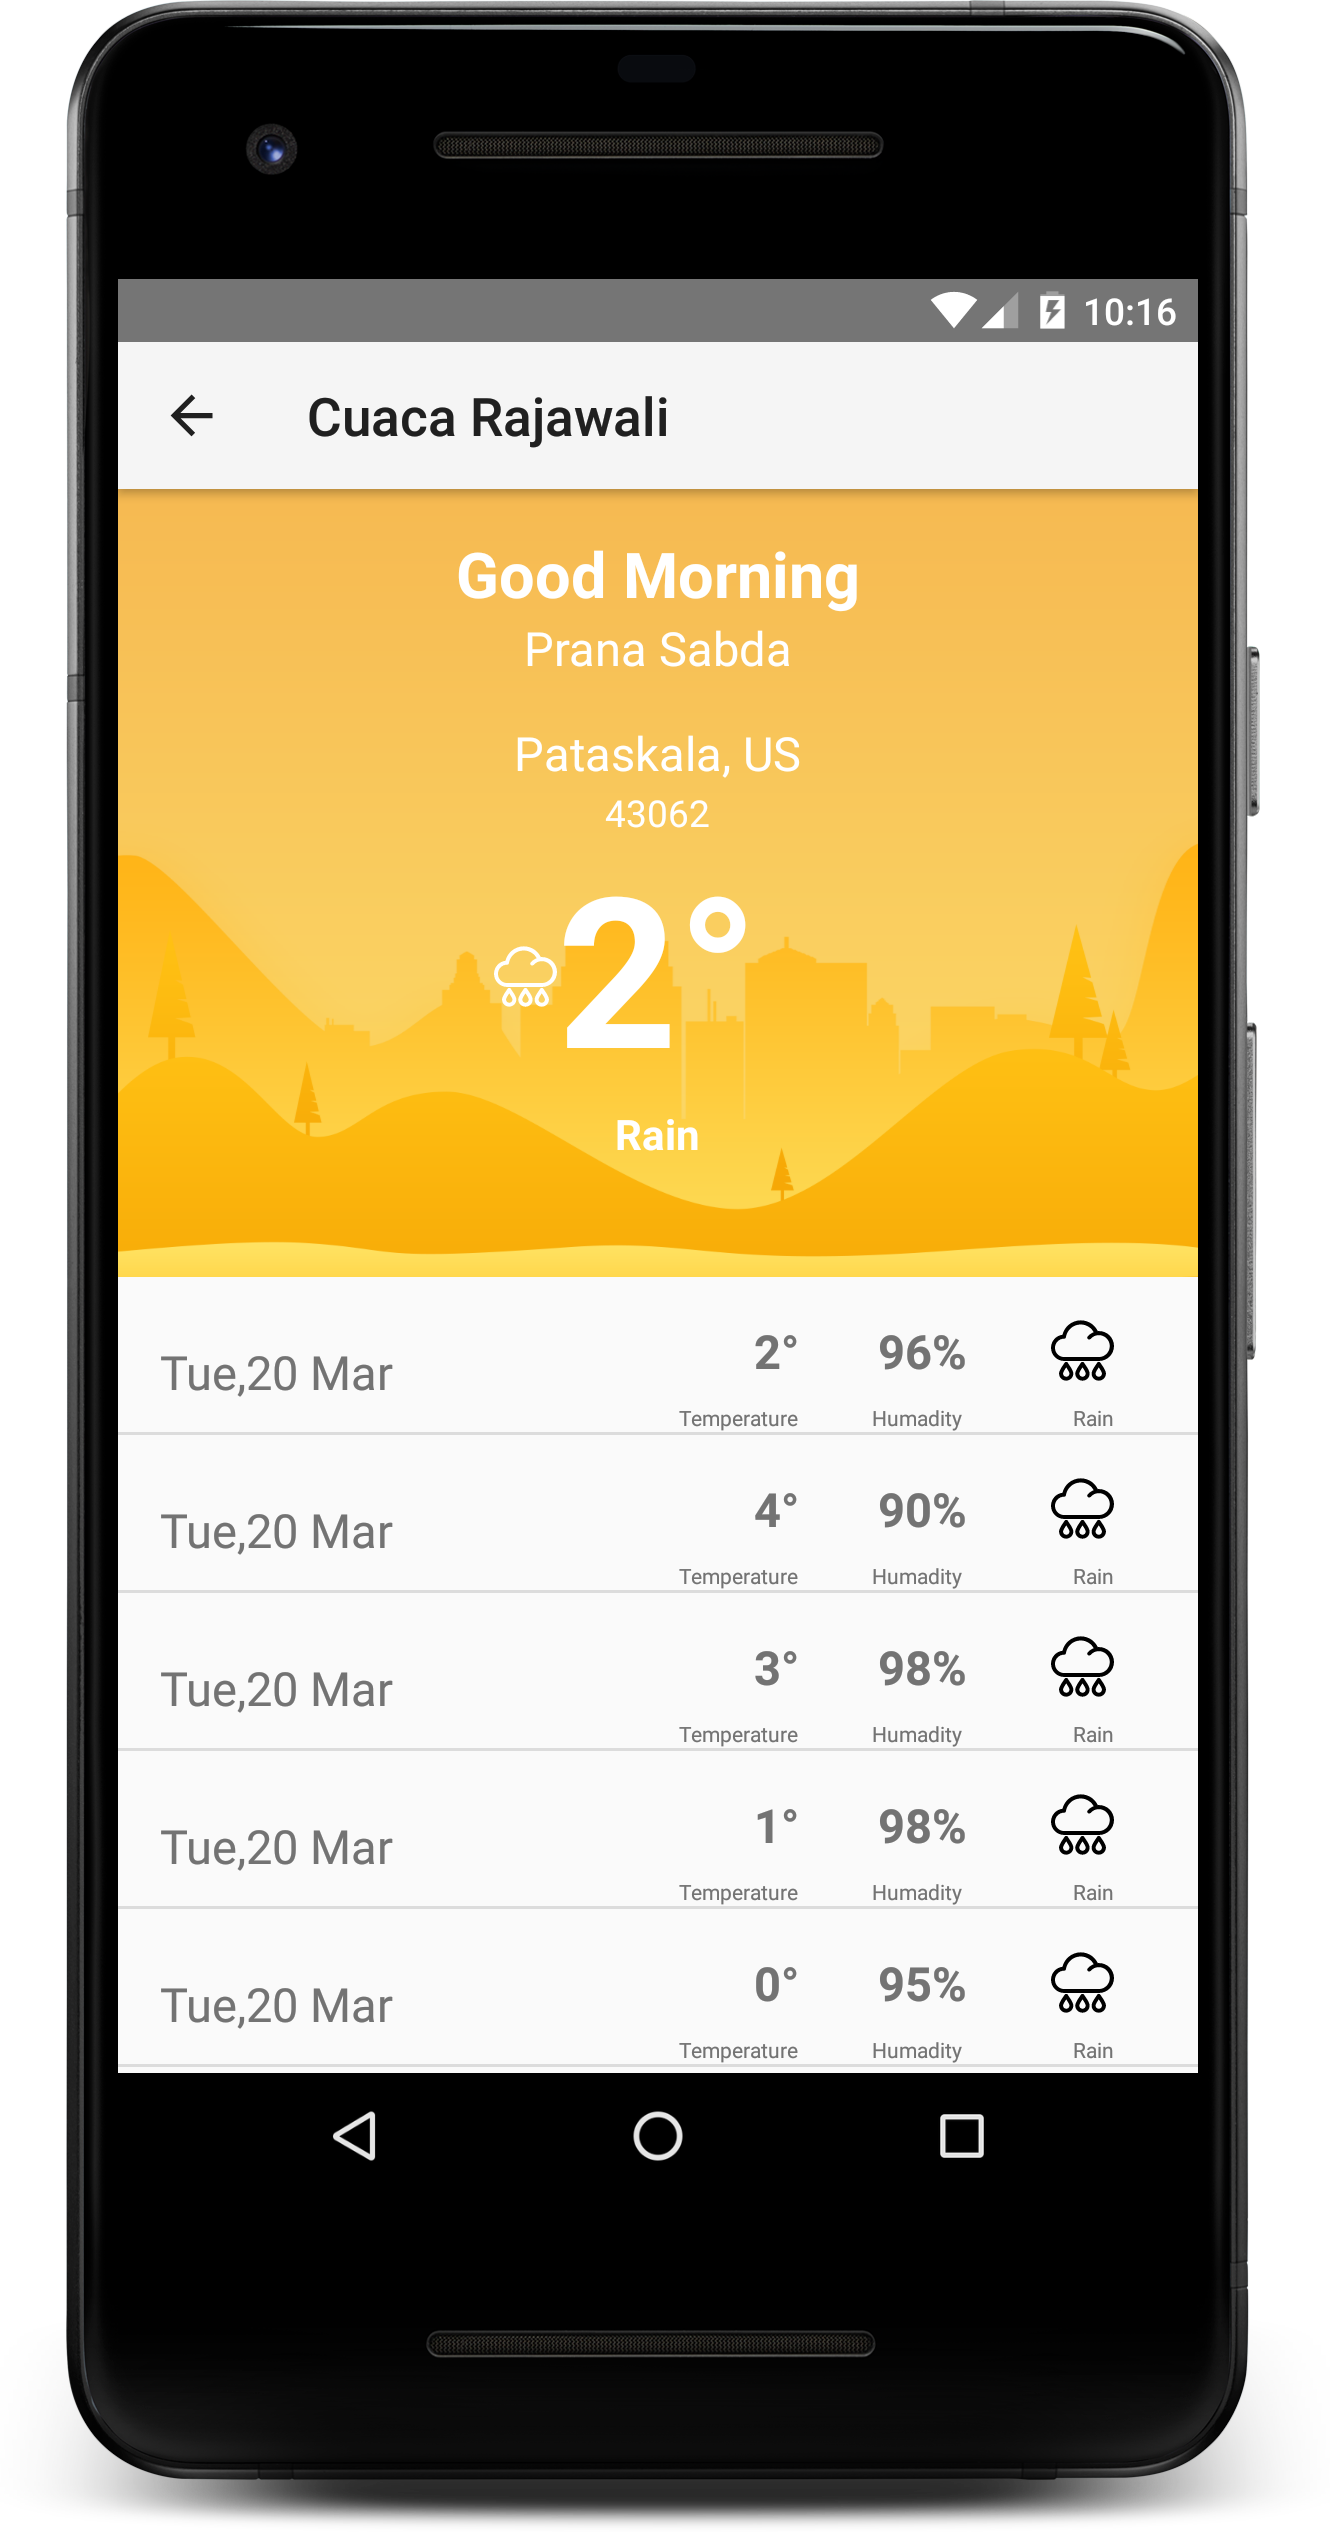 10:16
Cuaca Rajawali
Good Morning
Prana Sabda
Pataskala, US
43062
2°
Rain
Tue,20 Mar 2° 96%
Temperature Humadity Rain
Tue,20 Mar 4° 90%
Temperature Humadity Rain
Tue,20 Mar 3° 98%
Temperature Humadity Rain
Tue,20 Mar 1° 98%
Temperature Humadity Rain
Tue,20 Mar 0° 95%
Temperature Humadity Rain